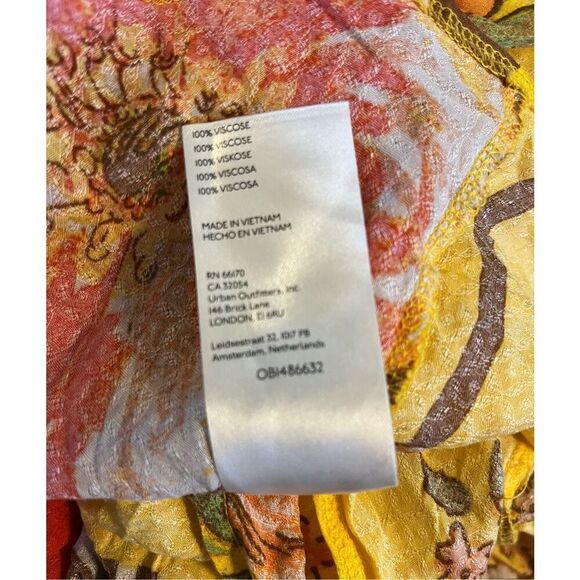 100% VISCOSE
100% VISCOSE
100% VISKOSE
100% VISCOSA
100% VISCOSA
MADE IN VIETNAM
HECHO EN VIETNAM
RN 66170
CA 32054
Urban Outfitters, Inc.
146 Brick Lane
LONDON, E1 6RU
Leidsestraat 32, 1017 PB
Amsterdam, Netherlands
OB1486632